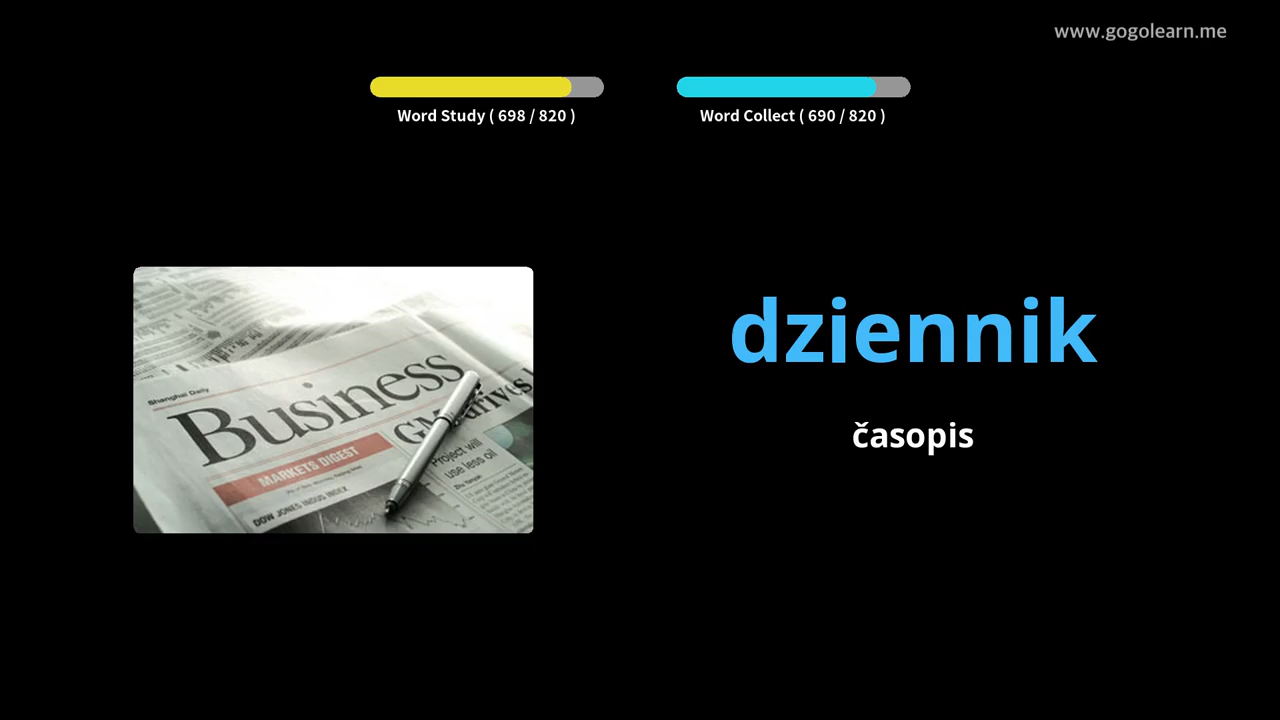 www.gogolearn.me
Word Study ( 698 / 820 )
Word Collect ( 690 / 820 )
Shanghai Daily
Business
MARKETS DIGEST
DOW JONES INDUS INDEX
Project will
use less oil
dziennik
časopis